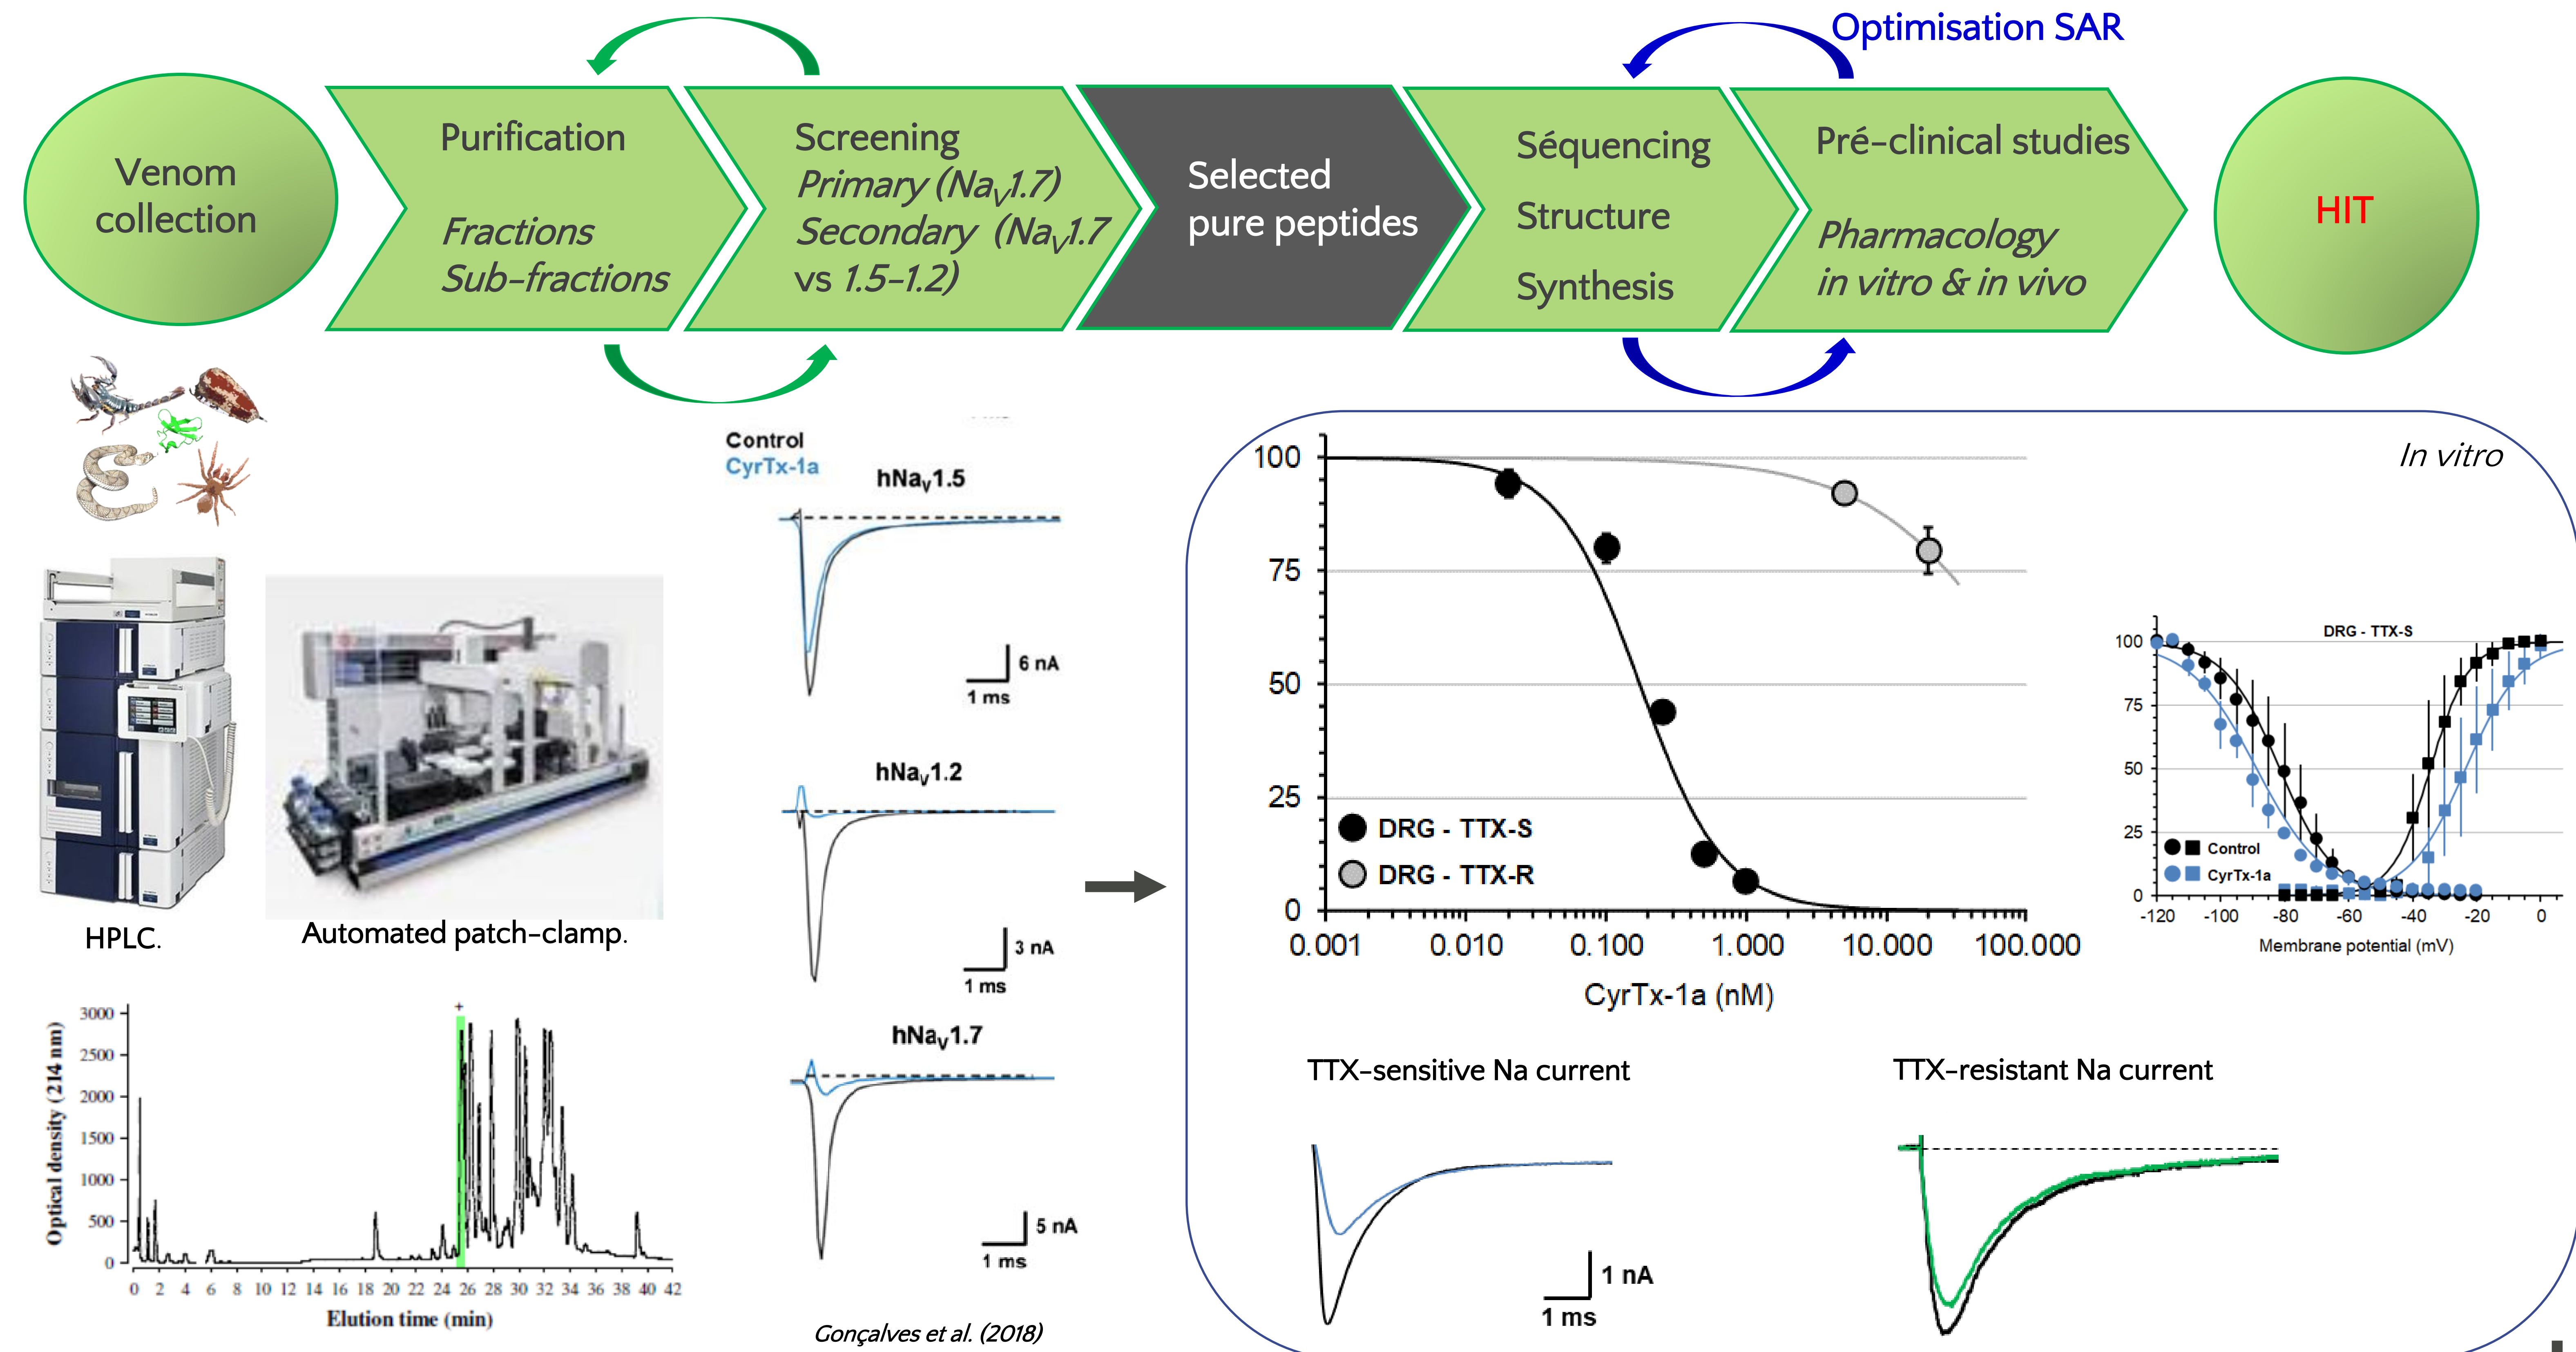 Optimisation SAR
Venom
collection
Purification
Fractions
Sub-fractions
Screening
Primary (NaV1.7)
Secondary (NaV1.7
vs 1.5-1.2)
Selected
pure peptides
Séquencing
Structure
Synthesis
Pré-clinical studies
Pharmacology
in vitro & in vivo
HIT
HPLC.
Automated patch-clamp.
3000
2500
2000
1500
1000
500
0
+
Optical density (214 nm)
0 2 4 6 8 10 12 14 16 18 20 22 24 26 28 30 32 34 36 38 40 42
Elution time (min)
Control
CyrTx-1a
hNaV1.5
6 nA
1 ms
hNaV1.2
3 nA
1 ms
hNaV1.7
5 nA
1 ms
Gonçalves et al. (2018)
In vitro
100
75
50
25
0
DRG - TTX-S
DRG - TTX-R
0.001 0.010 0.100 1.000 10.000 100.000
CyrTx-1a (nM)
DRG - TTX-S
100
75
50
25
0
Control
CyrTx-1a
-120 -100 -80 -60 -40 -20 0
Membrane potential (mV)
TTX-sensitive Na current
1 nA
1 ms
TTX-resistant Na current